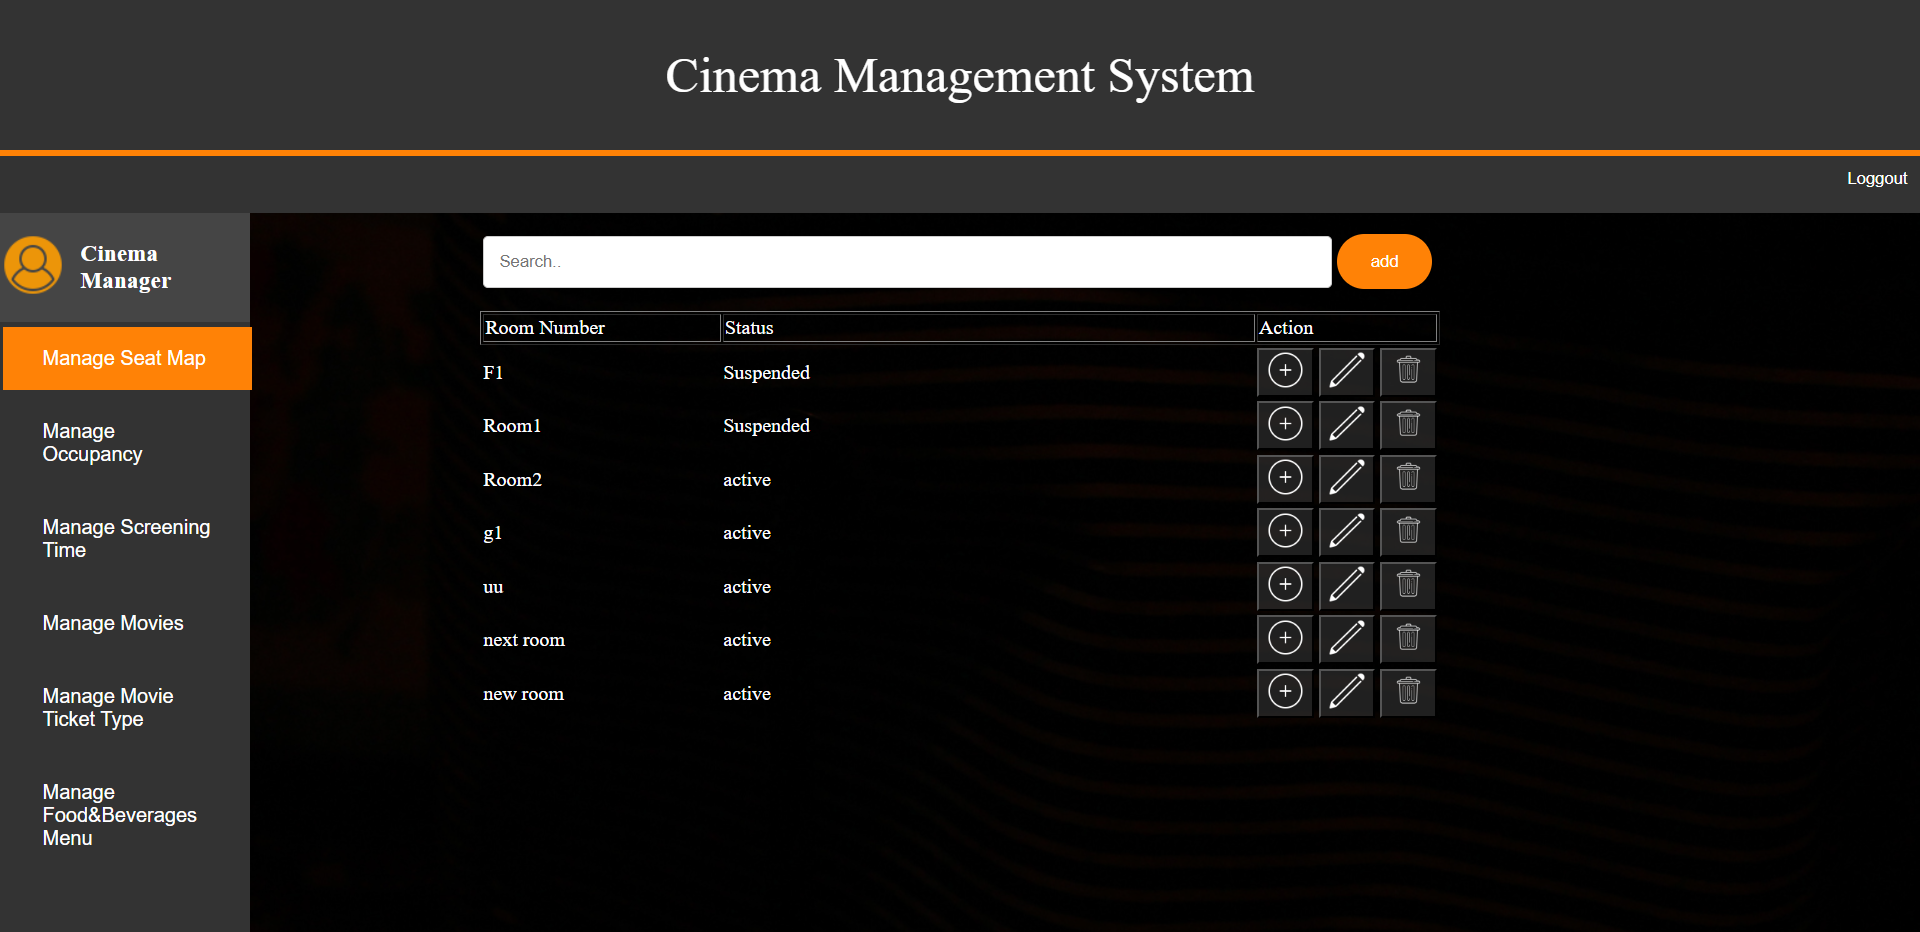 Cinema Management System
Loggout
Cinema
Manager
Search..
add
Manage Seat Map
Manage
Occupancy
Manage Screening
Time
Manage Movies
Manage Movie
Ticket Type
Manage
Food&Beverages
Menu
Room Number Status Action
F1 Suspended
Room1 Suspended
Room2 active
g1 active
uu active
next room active
new room active